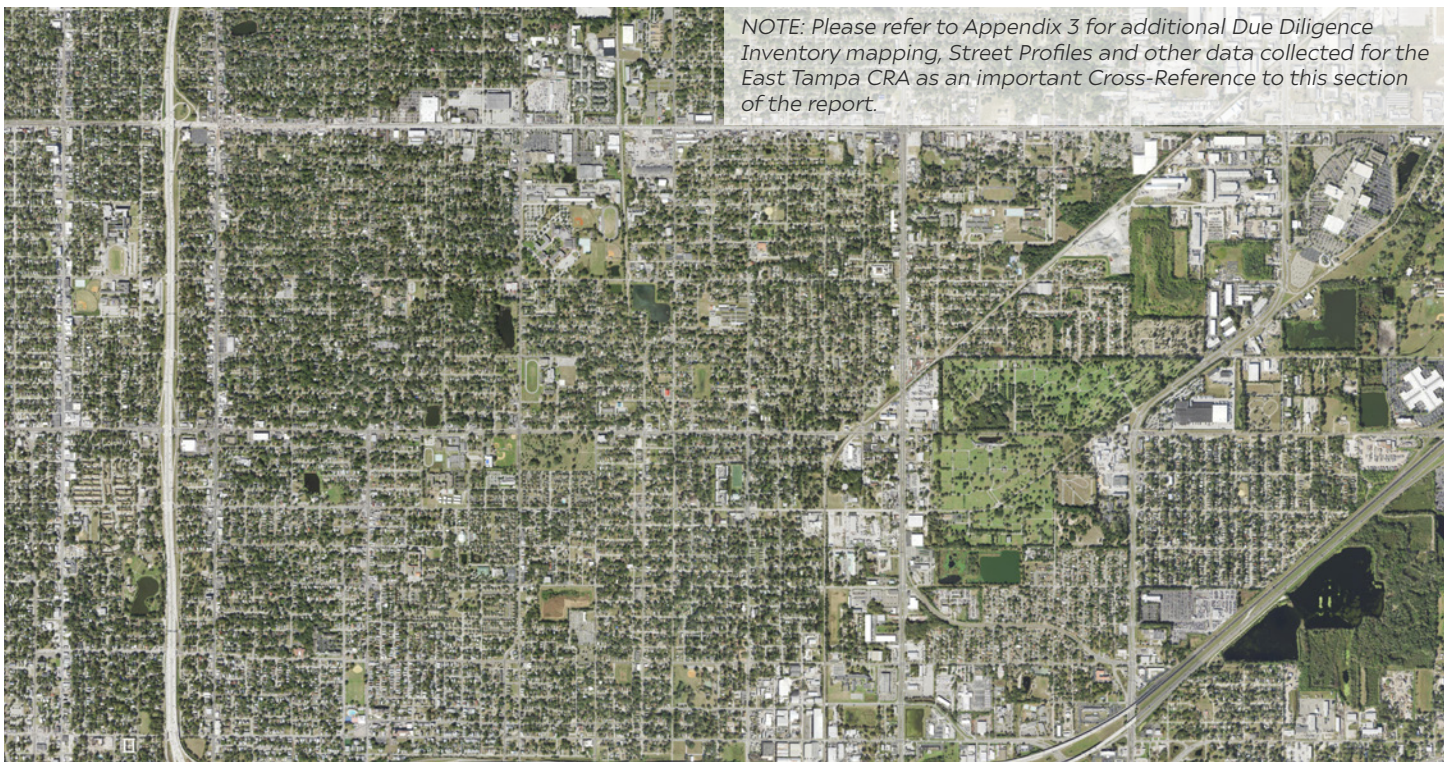 NOTE: Please refer to Appendix 3 for additional Due Diligence
Inventory mapping, Street Profiles and other data collected for the
East Tampa CRA as an important Cross-Reference to this section
of the report.